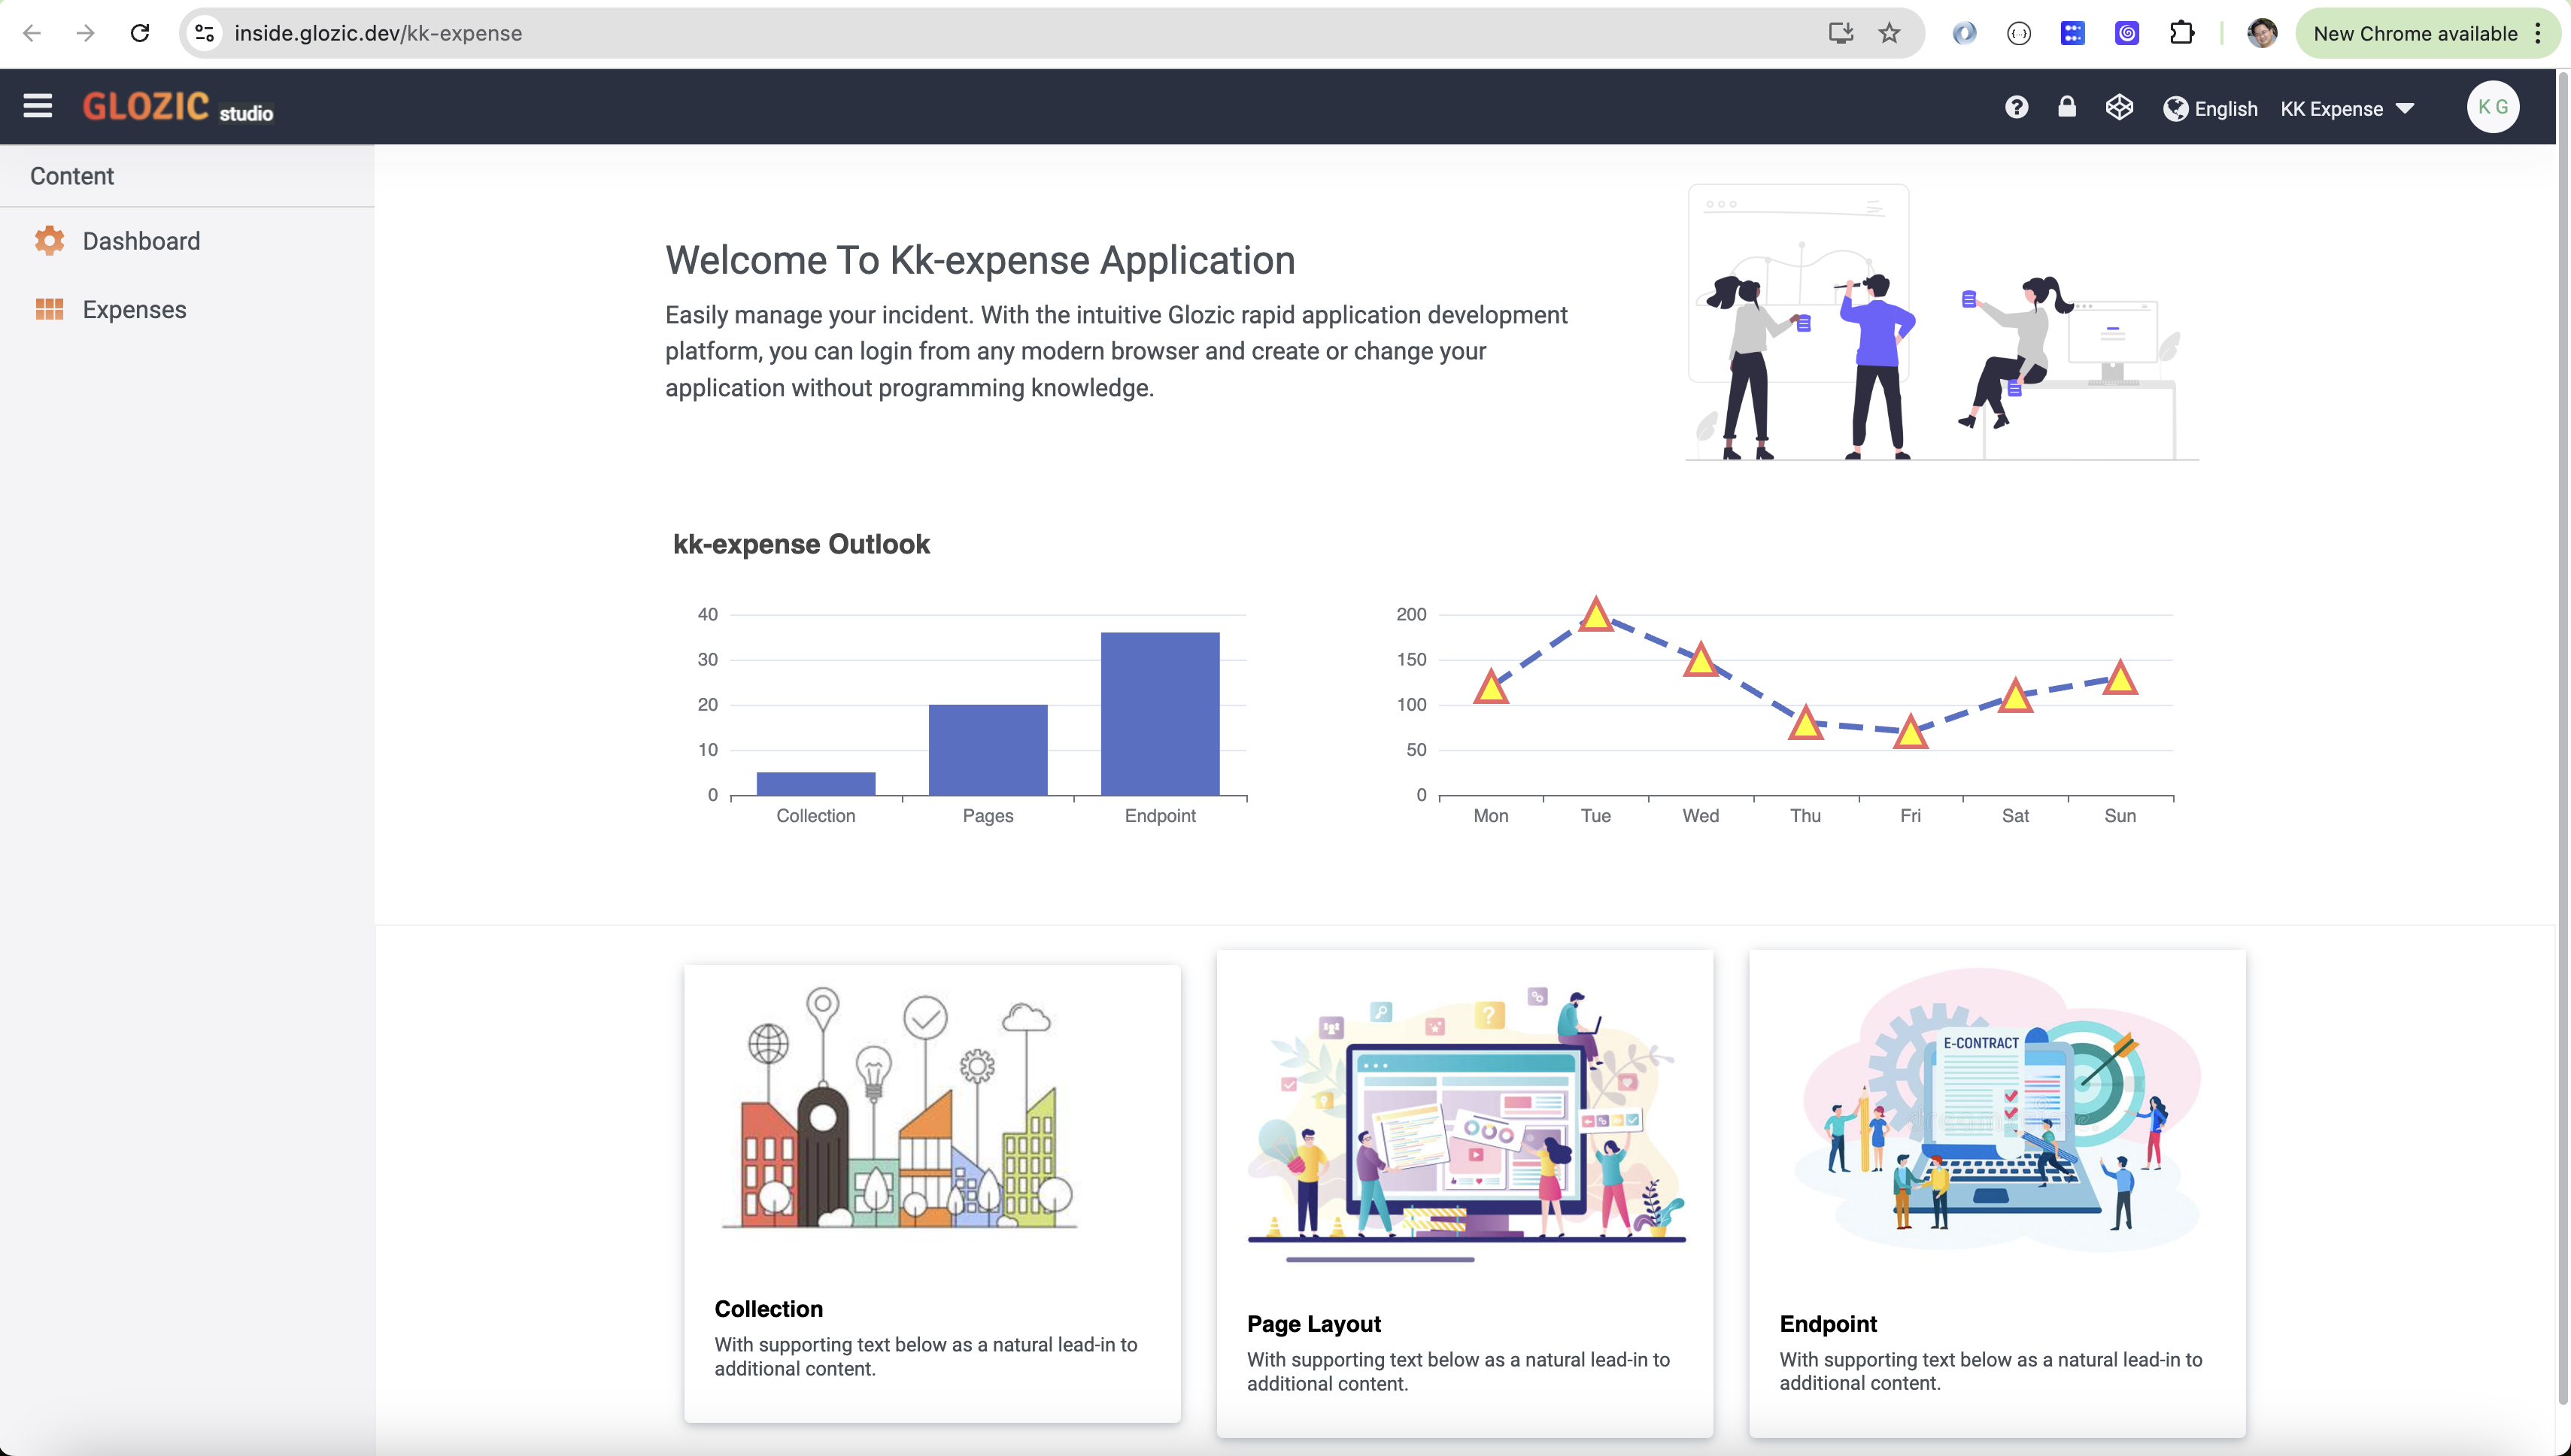 inside.glozic.dev/kk-expense
New Chrome available
GLOZIC studio
English
KK Expense
K G
Content
Dashboard
Expenses
Welcome To Kk-expense Application
Easily manage your incident. With the intuitive Glozic rapid application development
platform, you can login from any modern browser and create or change your
application without programming knowledge.
kk-expense Outlook
40
30
20
10
0
Collection
Pages
Endpoint
200
150
100
50
0
Mon
Tue
Wed
Thu
Fri
Sat
Sun
E-CONTRACT
Collection
With supporting text below as a natural lead-in to
additional content.
Page Layout
With supporting text below as a natural lead-in to
additional content.
Endpoint
With supporting text below as a natural lead-in to
additional content.